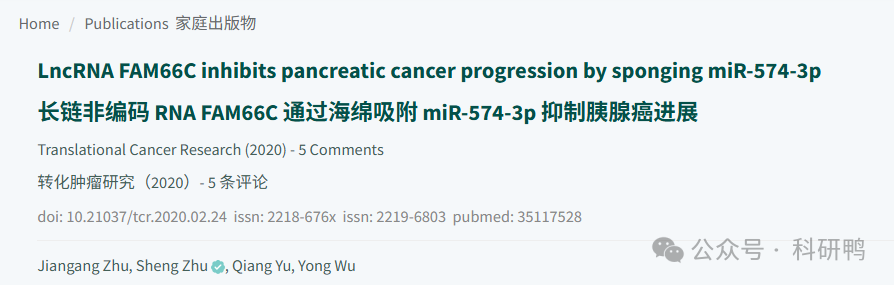 Home / Publications 家庭出版物
LncRNA FAM66C inhibits pancreatic cancer progression by sponging miR-574-3p
长链非编码 RNA FAM66C 通过海绵吸附 miR-574-3p 抑制胰腺癌进展
Translational Cancer Research (2020) - 5 Comments
转化肿瘤研究（2020）- 5 条评论
doi: 10.21037/tcr.2020.02.24 issn: 2218-676x issn: 2219-6803 pubmed: 35117528
公众号 · 科研鸭
Jiangang Zhu, Sheng Zhu, Qiang Yu, Yong Wu